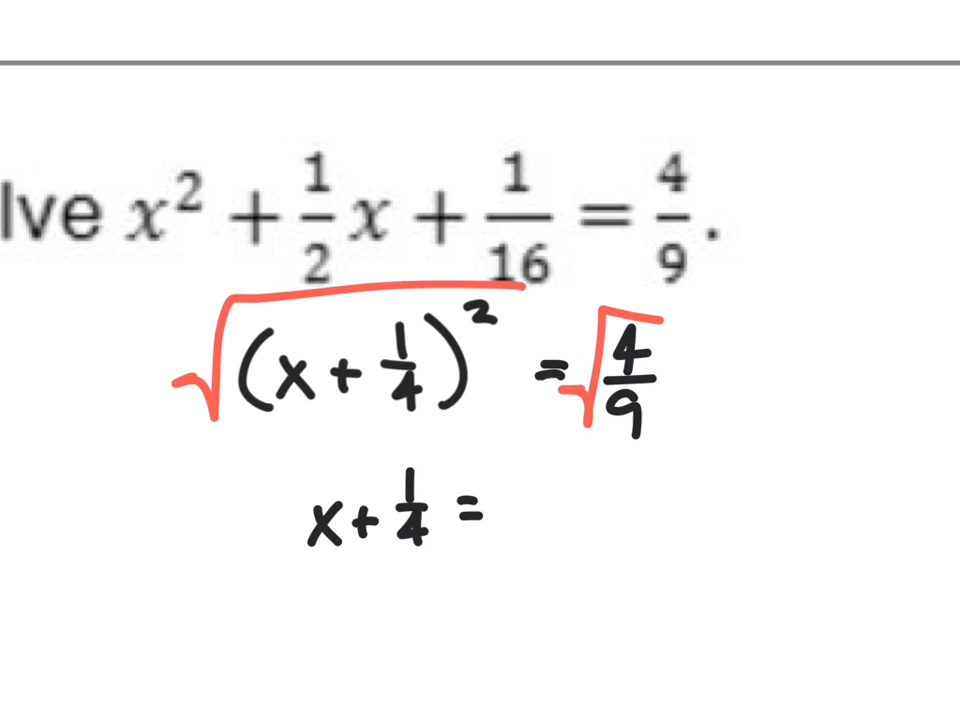 lve x² + 1/2 x + 1/16 = 4/9.
√(x + 1/4)² = √4/9
x + 1/4 =